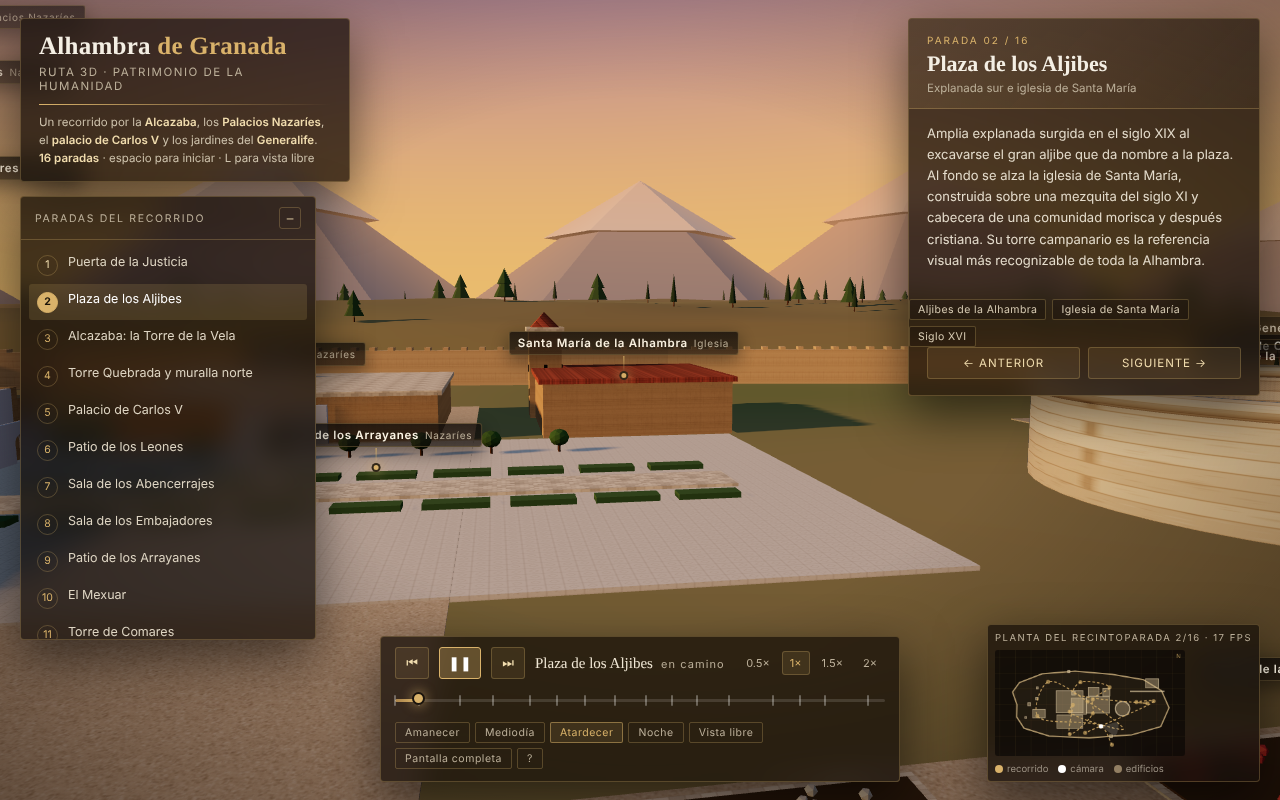 cios Nazaríes
Alhambra de Granada
RUTA 3D · PATRIMONIO DE LA
HUMANIDAD
Un recorrido por la Alcazaba, los Palacios Nazaríes,
el palacio de Carlos V y los jardines del Generalife.
16 paradas · espacio para iniciar · L para vista libre
PARADAS DEL RECORRIDO
–
1 Puerta de la Justicia
2 Plaza de los Aljibes
3 Alcazaba: la Torre de la Vela
4 Torre Quebrada y muralla norte
5 Palacio de Carlos V
6 Patio de los Leones
7 Sala de los Abencerrajes
8 Sala de los Embajadores
9 Patio de los Arrayanes
10 El Mexuar
11 Torre de Comares
azaríes
Santa María de la Alhambra Iglesia
de los Arrayanes Nazaríes
PARADA 02 / 16
Plaza de los Aljibes
Explanada sur e iglesia de Santa María
Amplia explanada surgida en el siglo XIX al
excavarse el gran aljibe que da nombre a la plaza.
Al fondo se alza la iglesia de Santa María,
construida sobre una mezquita del siglo XI y
cabecera de una comunidad morisca y después
cristiana. Su torre campanario es la referencia
visual más recognizable de toda la Alhambra.
Aljibes de la Alhambra Iglesia de Santa María
Siglo XVI
← ANTERIOR SIGUIENTE →
Plaza de los Aljibes en camino 0.5× 1× 1.5× 2×
Amanecer Mediodía Atardecer Noche Vista libre
Pantalla completa ?
PLANTA DEL RECINTO PARADA 2/16 · 17 FPS
N
recorrido cámara edificios